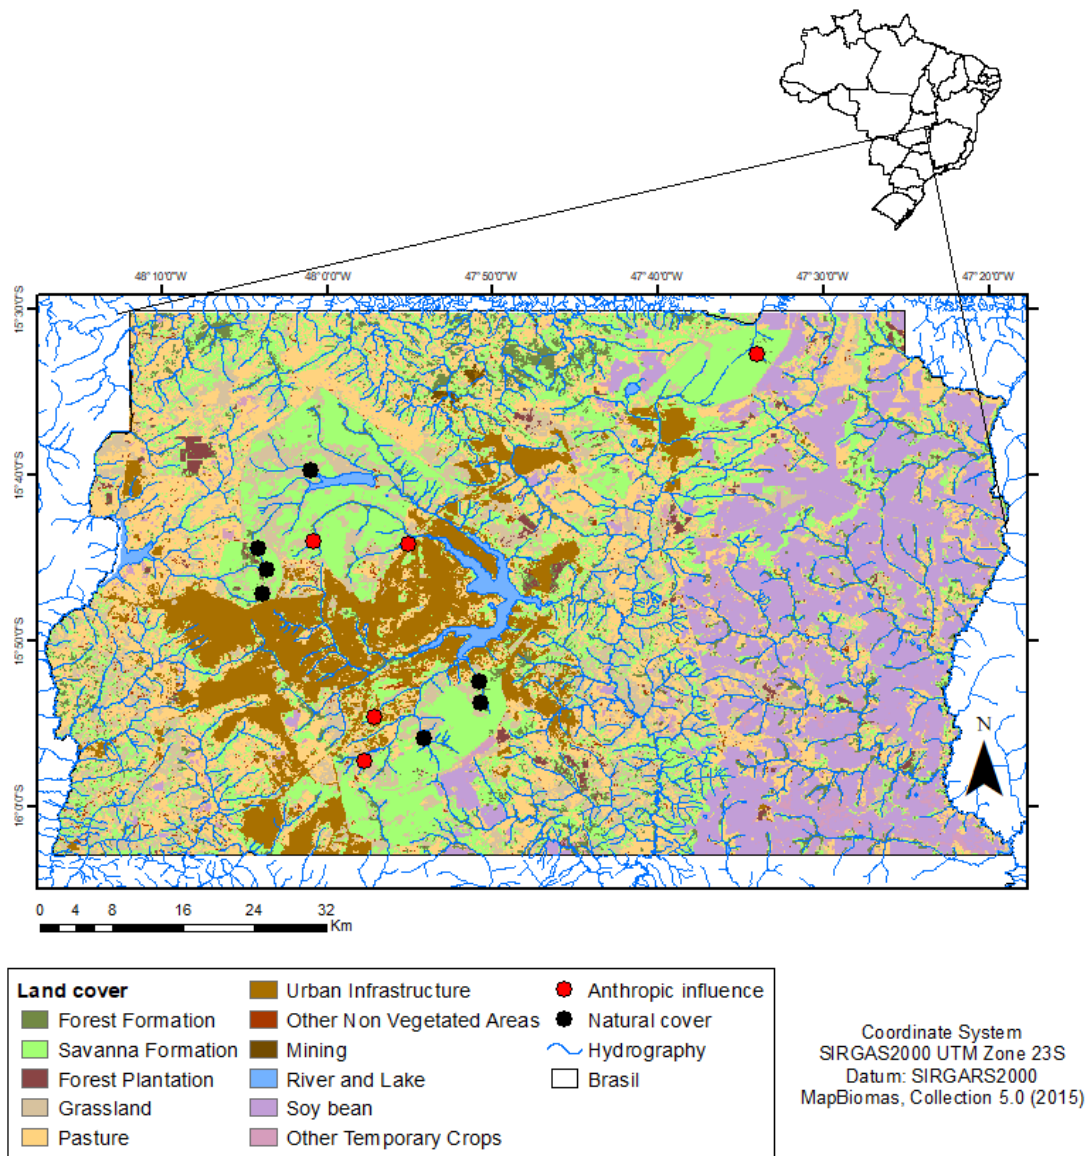 48°10'0"W 48°0'0"W 47°50'0"W 47°40'0"W 47°30'0"W 47°20'0"W
15°30'0"S
15°40'0"S
15°50'0"S
16°0'0"S
N
0 4 8 16 24 32
Km
Land cover
Forest Formation
Savanna Formation
Forest Plantation
Grassland
Pasture
Urban Infrastructure
Other Non Vegetated Areas
Mining
River and Lake
Soy bean
Other Temporary Crops
Anthropic influence
Natural cover
Hydrography
Brasil
Coordinate System
SIRGAS2000 UTM Zone 23S
Datum: SIRGARS2000
MapBiomas, Collection 5.0 (2015)